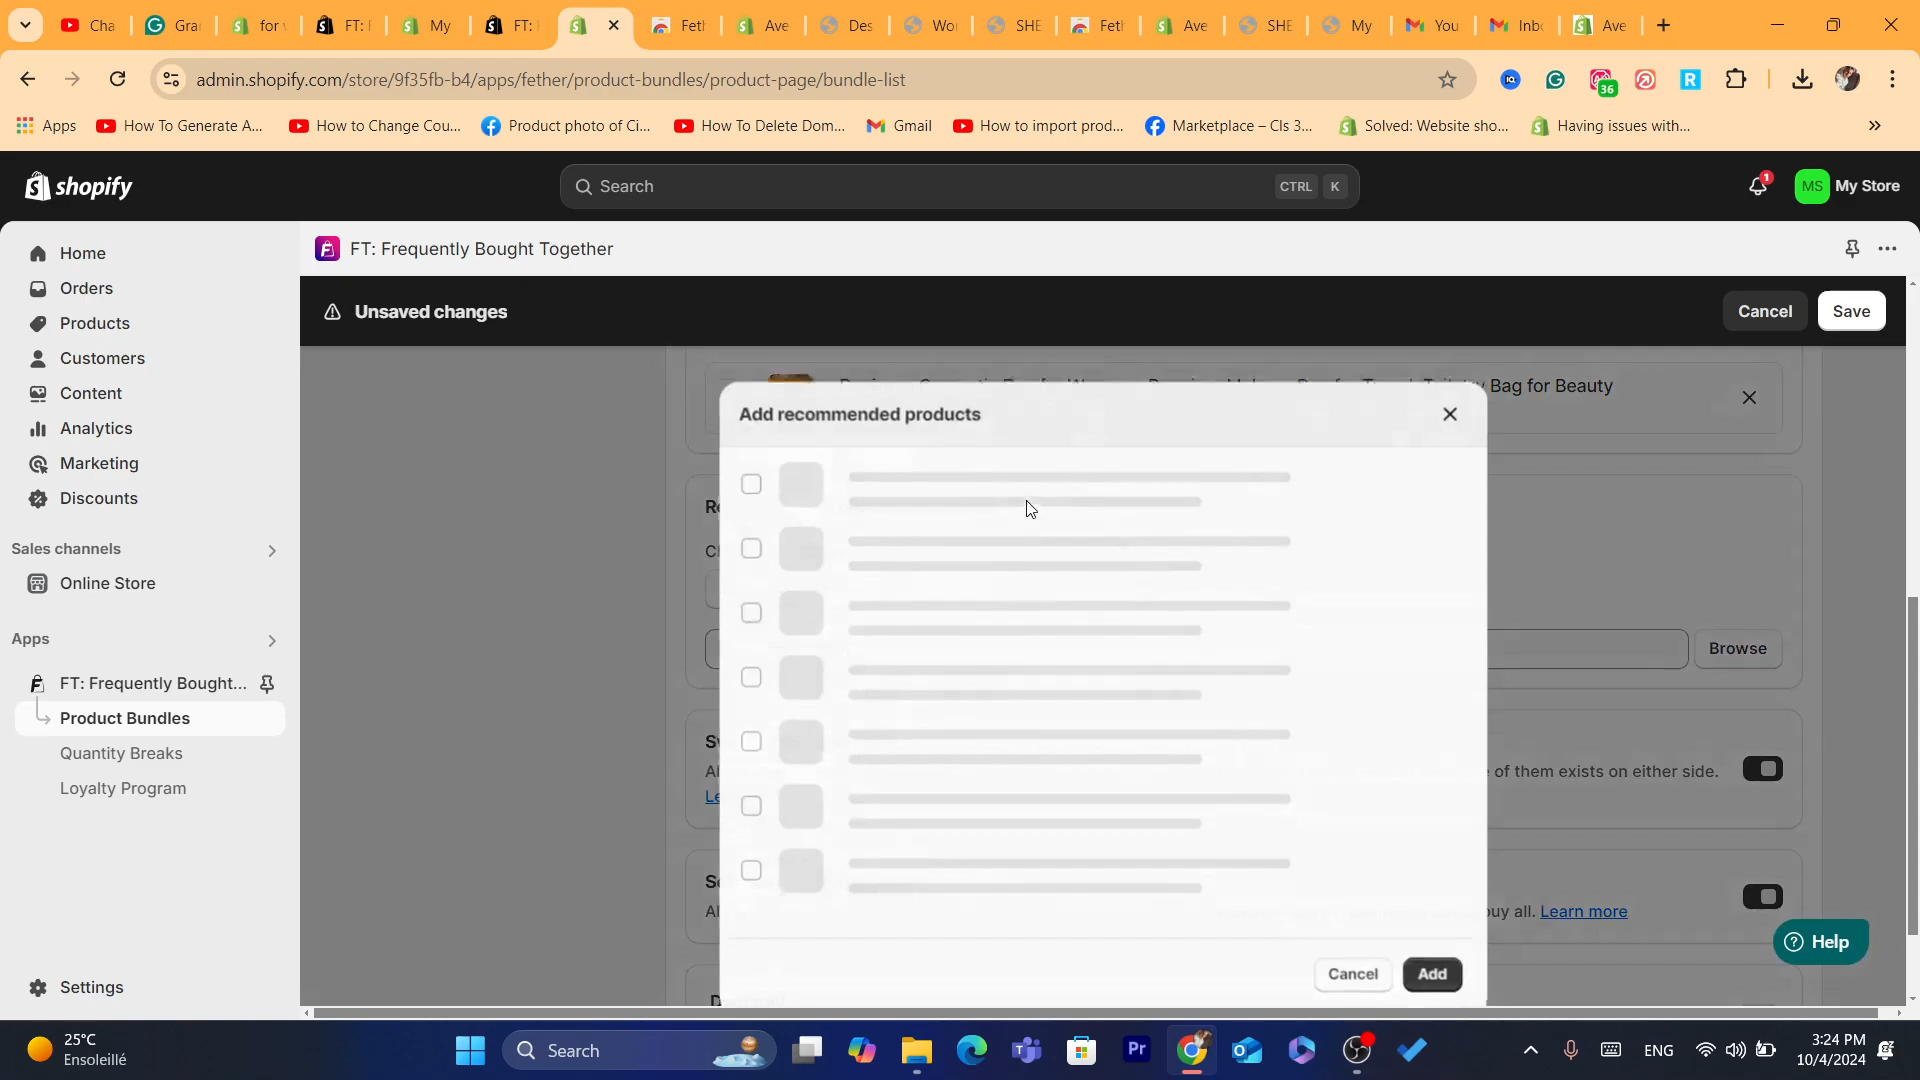 Cha
Gra
for
FT: F
My
FT:
Feth
Ave
Des
Wo
SHE
Feth
Ave
SHE
My
You
Inbo
Ave
admin.shopify.com/store/9f35fb-b4/apps/fether/product-bundles/product-page/bundle-list
36
Apps
How To Generate A...
How to Change Cou...
Product photo of Ci...
How To Delete Dom...
Gmail
How to import prod...
Marketplace – Cls 3...
Solved: Website sho...
Having issues with...
shopify
Search
CTRL K
1
MS My Store
Home
Orders
Products
Customers
Content
Analytics
Marketing
Discounts
Sales channels
Online Store
Apps
FT: Frequently Bought...
Product Bundles
Quantity Breaks
Loyalty Program
Settings
FT: Frequently Bought Together
Unsaved changes
Cancel
Save
Bag for Beauty
Add recommended products
Browse
of them exists on either side.
buy all. Learn more
Cancel
Add
Help
25°C
Ensoleillé
Search
ENG
3:24 PM
10/4/2024